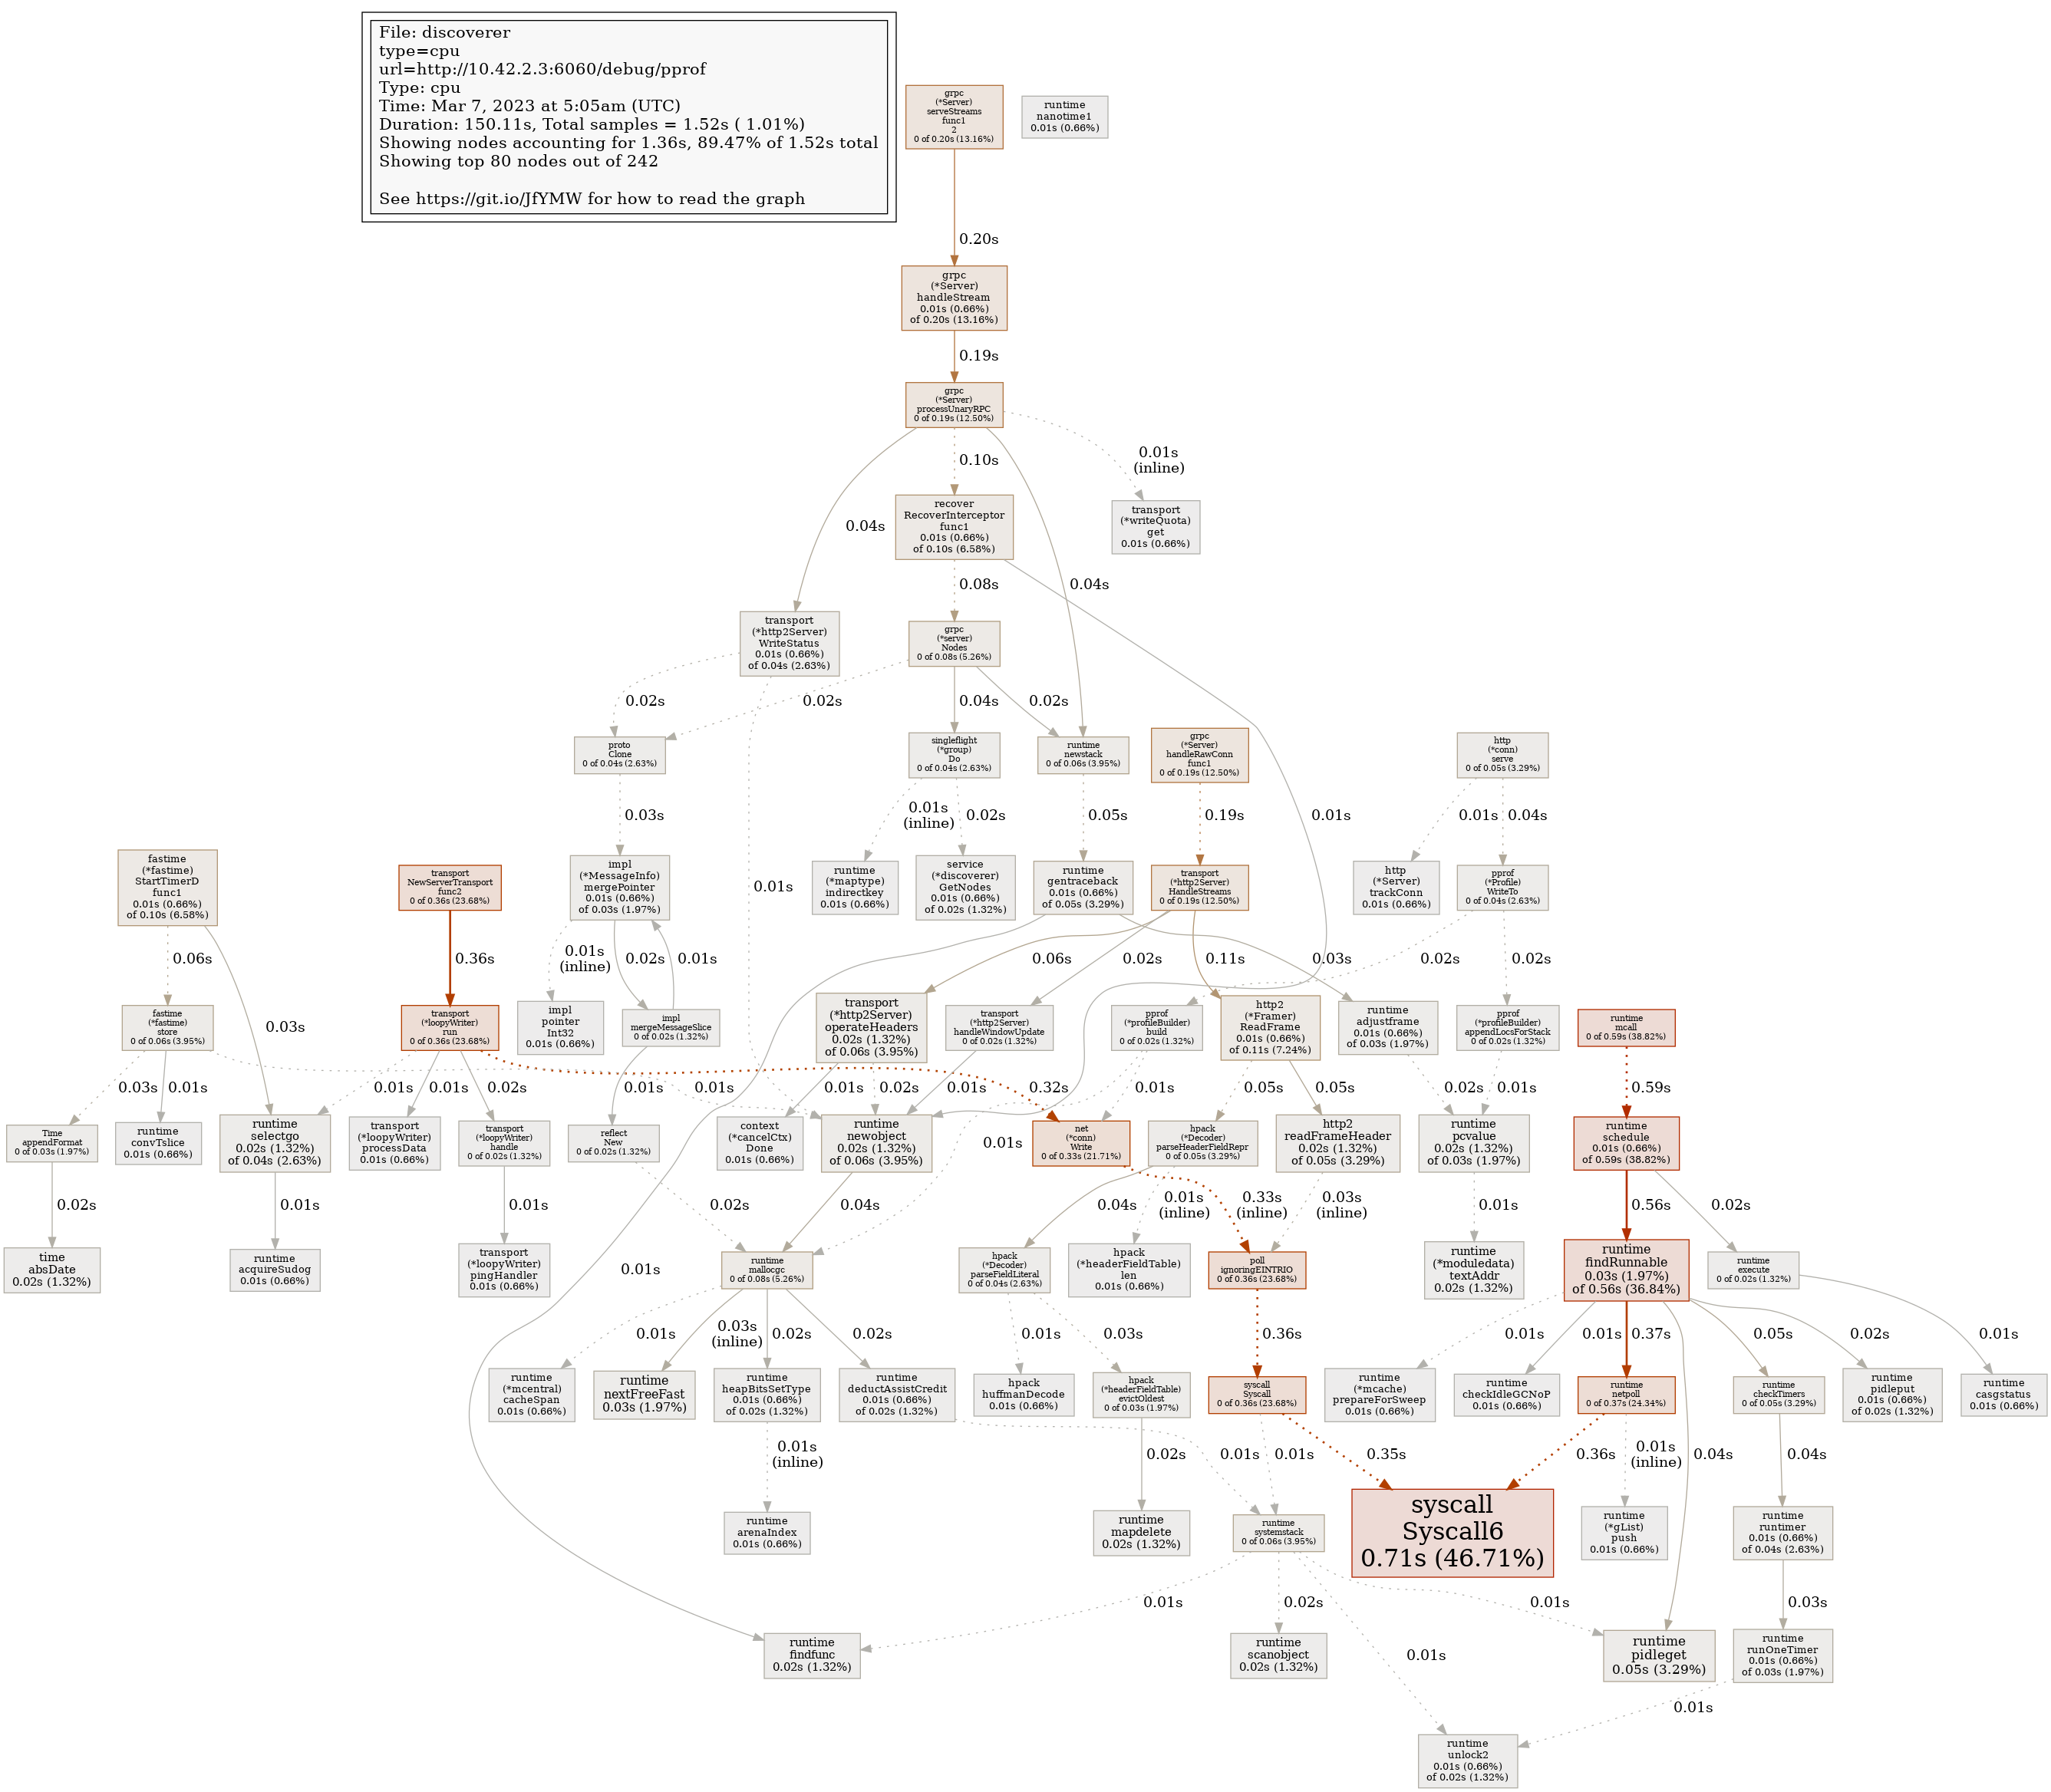 File: discoverer
type=cpu
url=http://10.42.2.3:6060/debug/pprof
Type: cpu
Time: Mar 7, 2023 at 5:05am (UTC)
Duration: 150.11s, Total samples = 1.52s ( 1.01%)
Showing nodes accounting for 1.36s, 89.47% of 1.52s total
Showing top 80 nodes out of 242
See https://git.io/JfYMW for how to read the graph
grpc
(*Server)
serveStreams
func1
2
0 of 0.20s (13.16%)
runtime
nanotime1
0.01s (0.66%)
0.20s
grpc
(*Server)
handleStream
0.01s (0.66%)
of 0.20s (13.16%)
0.19s
grpc
(*Server)
processUnaryRPC
0 of 0.19s (12.50%)
0.04s
0.10s
0.04s
0.01s
(inline)
recover
RecoverInterceptor
func1
0.01s (0.66%)
of 0.10s (6.58%)
transport
(*writeQuota)
get
0.01s (0.66%)
0.08s
0.01s
transport
(*http2Server)
WriteStatus
0.01s (0.66%)
of 0.04s (2.63%)
grpc
(*server)
Nodes
0 of 0.08s (5.26%)
0.02s
0.01s
0.02s
0.04s
0.02s
proto
Clone
0 of 0.04s (2.63%)
singleflight
(*group)
Do
0 of 0.04s (2.63%)
runtime
newstack
0 of 0.06s (3.95%)
grpc
(*Server)
handleRawConn
func1
0 of 0.19s (12.50%)
http
(*conn)
serve
0 of 0.05s (3.29%)
0.03s
0.01s
(inline)
0.02s
0.05s
0.19s
0.01s
0.04s
fastime
(*fastime)
StartTimerD
func1
0.01s (0.66%)
of 0.10s (6.58%)
transport
NewServerTransport
func2
0 of 0.36s (23.68%)
impl
(*MessageInfo)
mergePointer
0.01s (0.66%)
of 0.03s (1.97%)
runtime
(*maptype)
indirectkey
0.01s (0.66%)
service
(*discoverer)
GetNodes
0.01s (0.66%)
of 0.02s (1.32%)
runtime
gentraceback
0.01s (0.66%)
of 0.05s (3.29%)
transport
(*http2Server)
HandleStreams
0 of 0.19s (12.50%)
http
(*Server)
trackConn
0.01s (0.66%)
pprof
(*Profile)
WriteTo
0 of 0.04s (2.63%)
0.06s
0.03s
0.36s
0.01s
(inline)
0.02s
0.01s
0.01s
0.06s
0.02s
0.11s
0.03s
0.02s
0.02s
fastime
(*fastime)
store
0 of 0.06s (3.95%)
transport
(*loopyWriter)
run
0 of 0.36s (23.68%)
impl
pointer
Int32
0.01s (0.66%)
impl
mergeMessageSlice
0 of 0.02s (1.32%)
transport
(*http2Server)
operateHeaders
0.02s (1.32%)
of 0.06s (3.95%)
transport
(*http2Server)
handleWindowUpdate
0 of 0.02s (1.32%)
pprof
(*profileBuilder)
build
0 of 0.02s (1.32%)
http2
(*Framer)
ReadFrame
0.01s (0.66%)
of 0.11s (7.24%)
runtime
adjustframe
0.01s (0.66%)
of 0.03s (1.97%)
pprof
(*profileBuilder)
appendLocsForStack
0 of 0.02s (1.32%)
runtime
mcall
0 of 0.59s (38.82%)
0.03s
0.01s
0.01s
0.01s
0.01s
0.02s
0.32s
0.01s
0.01s
0.02s
0.01s
0.01s
0.01s
0.05s
0.05s
0.02s
0.01s
0.59s
Time
appendFormat
0 of 0.03s (1.97%)
runtime
convTslice
0.01s (0.66%)
runtime
selectgo
0.02s (1.32%)
of 0.04s (2.63%)
transport
(*loopyWriter)
processData
0.01s (0.66%)
transport
(*loopyWriter)
handle
0 of 0.02s (1.32%)
reflect
New
0 of 0.02s (1.32%)
context
(*cancelCtx)
Done
0.01s (0.66%)
runtime
newobject
0.02s (1.32%)
of 0.06s (3.95%)
net
(*conn)
Write
0 of 0.33s (21.71%)
hpack
(*Decoder)
parseHeaderFieldRepr
0 of 0.05s (3.29%)
http2
readFrameHeader
0.02s (1.32%)
of 0.05s (3.29%)
runtime
pcvalue
0.02s (1.32%)
of 0.03s (1.97%)
runtime
schedule
0.01s (0.66%)
of 0.59s (38.82%)
0.02s
0.01s
0.01s
0.02s
0.04s
0.04s
0.01s
(inline)
0.33s
(inline)
0.03s
(inline)
0.01s
0.56s
0.02s
time
absDate
0.02s (1.32%)
runtime
acquireSudog
0.01s (0.66%)
transport
(*loopyWriter)
pingHandler
0.01s (0.66%)
runtime
mallocgc
0 of 0.08s (5.26%)
hpack
(*Decoder)
parseFieldLiteral
0 of 0.04s (2.63%)
hpack
(*headerFieldTable)
len
0.01s (0.66%)
poll
ignoringEINTRIO
0 of 0.36s (23.68%)
runtime
(*moduledata)
textAddr
0.02s (1.32%)
runtime
findRunnable
0.03s (1.97%)
of 0.56s (36.84%)
runtime
execute
0 of 0.02s (1.32%)
0.01s
0.03s
(inline)
0.02s
0.02s
0.01s
0.03s
0.36s
0.01s
0.01s
0.37s
0.04s
0.05s
0.02s
0.01s
runtime
(*mcentral)
cacheSpan
0.01s (0.66%)
runtime
nextFreeFast
0.03s (1.97%)
runtime
heapBitsSetType
0.01s (0.66%)
of 0.02s (1.32%)
runtime
deductAssistCredit
0.01s (0.66%)
of 0.02s (1.32%)
hpack
huffmanDecode
0.01s (0.66%)
hpack
(*headerFieldTable)
evictOldest
0 of 0.03s (1.97%)
syscall
Syscall
0 of 0.36s (23.68%)
runtime
(*mcache)
prepareForSweep
0.01s (0.66%)
runtime
checkIdleGCNoP
0.01s (0.66%)
runtime
netpoll
0 of 0.37s (24.34%)
runtime
checkTimers
0 of 0.05s (3.29%)
runtime
pidleput
0.01s (0.66%)
of 0.02s (1.32%)
runtime
casgstatus
0.01s (0.66%)
0.01s
(inline)
0.01s
0.02s
0.01s
0.35s
0.36s
0.01s
(inline)
0.04s
runtime
arenaIndex
0.01s (0.66%)
runtime
mapdelete
0.02s (1.32%)
runtime
systemstack
0 of 0.06s (3.95%)
syscall
Syscall6
0.71s (46.71%)
runtime
(*gList)
push
0.01s (0.66%)
runtime
runtimer
0.01s (0.66%)
of 0.04s (2.63%)
0.01s
0.02s
0.01s
0.01s
0.03s
runtime
findfunc
0.02s (1.32%)
runtime
scanobject
0.02s (1.32%)
runtime
pidleget
0.05s (3.29%)
runtime
runOneTimer
0.01s (0.66%)
of 0.03s (1.97%)
0.01s
runtime
unlock2
0.01s (0.66%)
of 0.02s (1.32%)